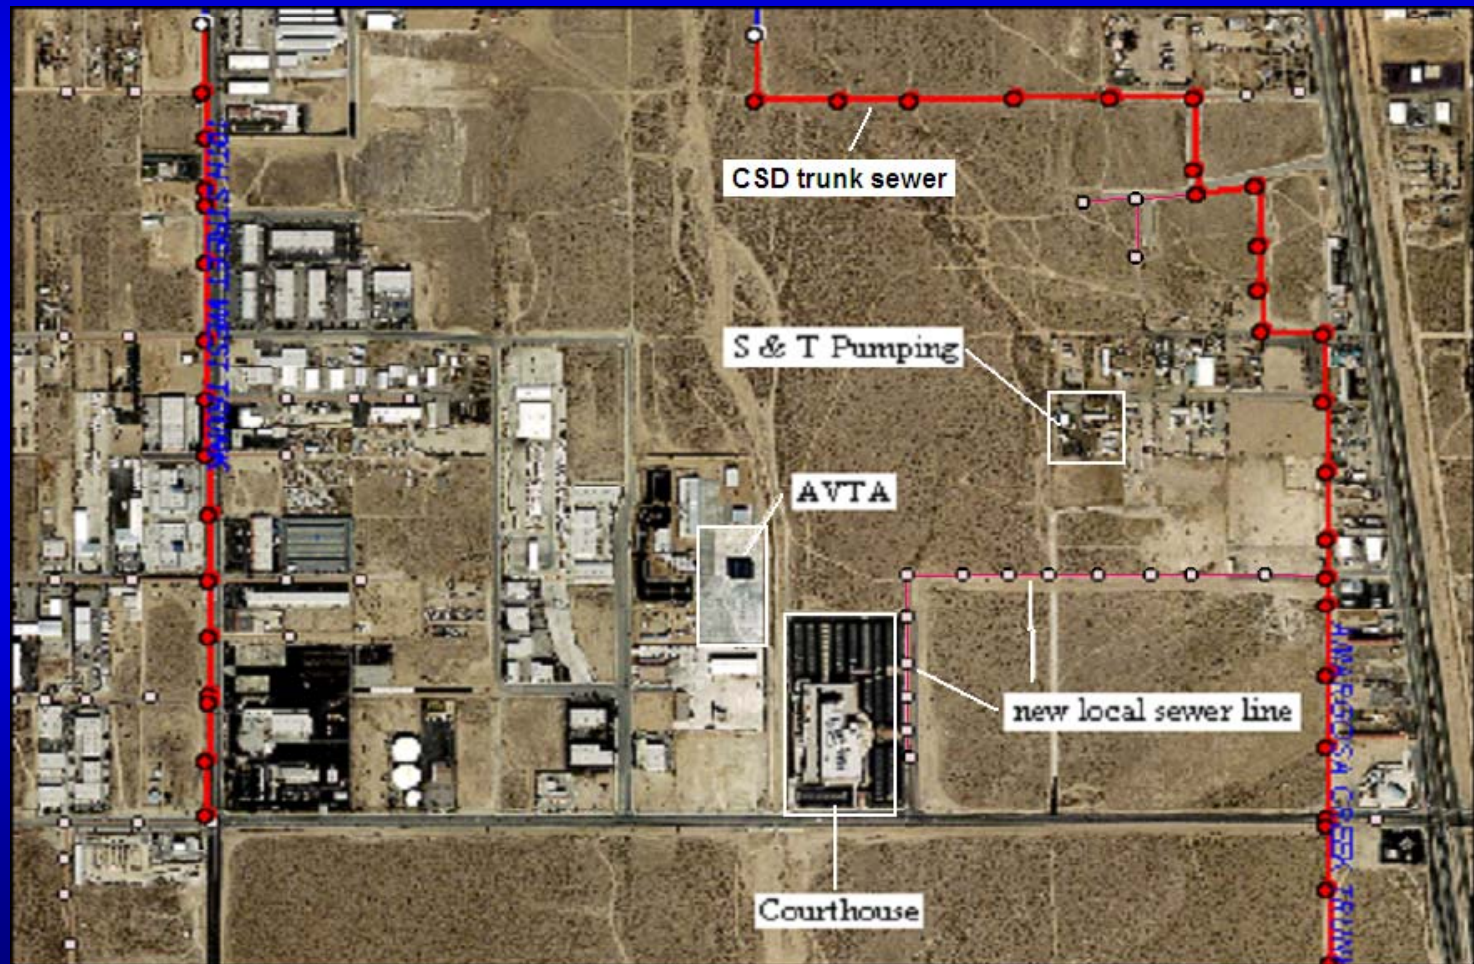 CSD trunk sewer
10TH STREET WEST TRUNK
S & T Pumping
AVTA
new local sewer line
AMARGOSA CREEK TRUNK
Courthouse